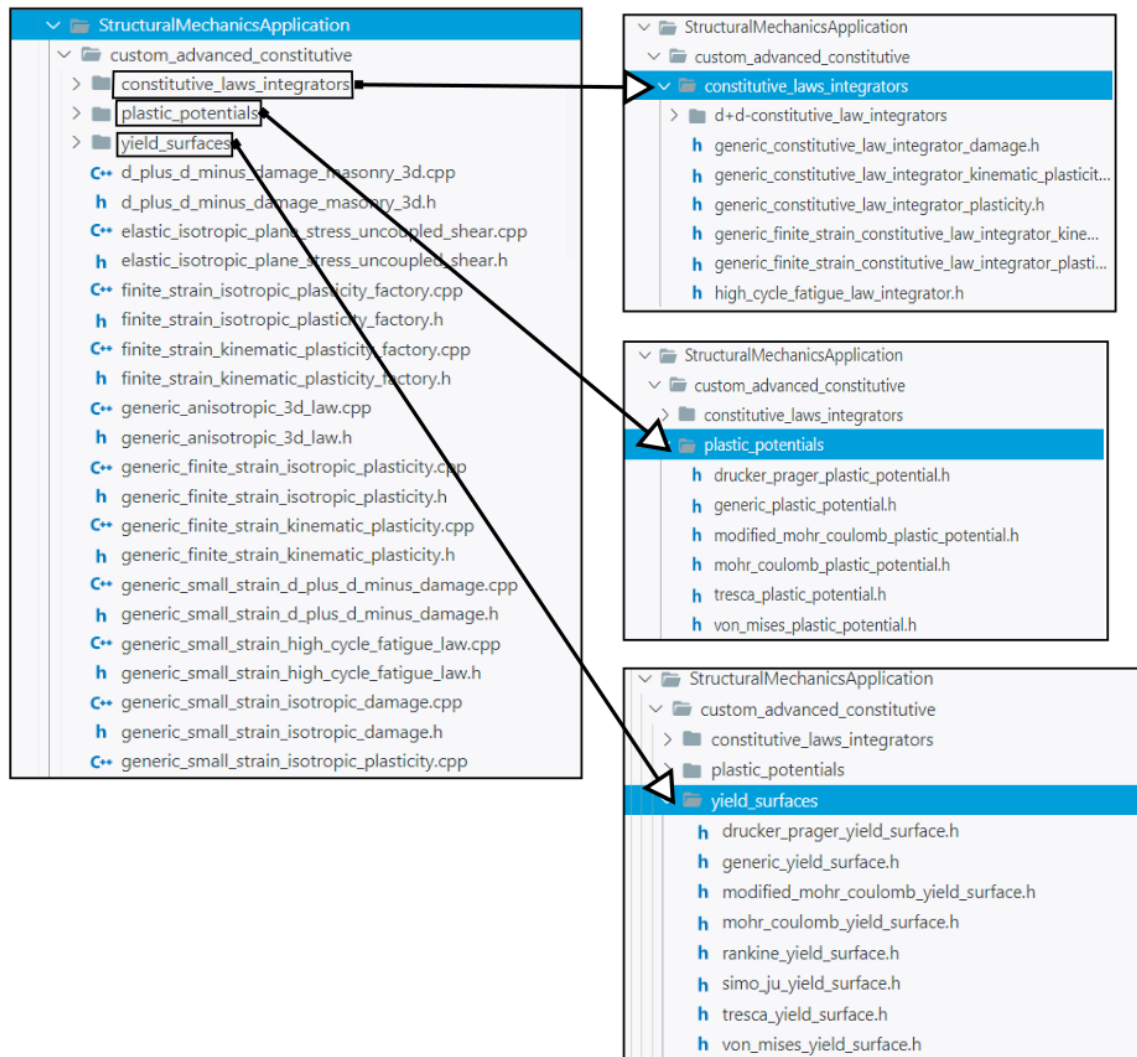 StructuralMechanicsApplication
custom_advanced_constitutive
constitutive_laws_integrators
plastic_potentials
yield_surfaces
C++ d_plus_d_minus_damage_masonry_3d.cpp
h d_plus_d_minus_damage_masonry_3d.h
C++ elastic_isotropic_plane_stress_uncoupled_shear.cpp
h elastic_isotropic_plane_stress_uncoupled_shear.h
C++ finite_strain_isotropic_plasticity_factory.cpp
h finite_strain_isotropic_plasticity_factory.h
C++ finite_strain_kinematic_plasticity_factory.cpp
h finite_strain_kinematic_plasticity_factory.h
C++ generic_anisotropic_3d_law.cpp
h generic_anisotropic_3d_law.h
C++ generic_finite_strain_isotropic_plasticity.cpp
h generic_finite_strain_isotropic_plasticity.h
C++ generic_finite_strain_kinematic_plasticity.cpp
h generic_finite_strain_kinematic_plasticity.h
C++ generic_small_strain_d_plus_d_minus_damage.cpp
h generic_small_strain_d_plus_d_minus_damage.h
C++ generic_small_strain_high_cycle_fatigue_law.cpp
h generic_small_strain_high_cycle_fatigue_law.h
C++ generic_small_strain_isotropic_damage.cpp
h generic_small_strain_isotropic_damage.h
C++ generic_small_strain_isotropic_plasticity.cpp
StructuralMechanicsApplication
custom_advanced_constitutive
constitutive_laws_integrators
d+d-constitutive_law_integrators
h generic_constitutive_law_integrator_damage.h
h generic_constitutive_law_integrator_kinematic_plasticit...
h generic_constitutive_law_integrator_plasticity.h
h generic_finite_strain_constitutive_law_integrator_kine...
h generic_finite_strain_constitutive_law_integrator_plasti...
h high_cycle_fatigue_law_integrator.h
StructuralMechanicsApplication
custom_advanced_constitutive
constitutive_laws_integrators
plastic_potentials
h drucker_prager_plastic_potential.h
h generic_plastic_potential.h
h modified_mohr_coulomb_plastic_potential.h
h mohr_coulomb_plastic_potential.h
h tresca_plastic_potential.h
h von_mises_plastic_potential.h
StructuralMechanicsApplication
custom_advanced_constitutive
constitutive_laws_integrators
plastic_potentials
yield_surfaces
h drucker_prager_yield_surface.h
h generic_yield_surface.h
h modified_mohr_coulomb_yield_surface.h
h mohr_coulomb_yield_surface.h
h rankine_yield_surface.h
h simo_ju_yield_surface.h
h tresca_yield_surface.h
h von_mises_yield_surface.h